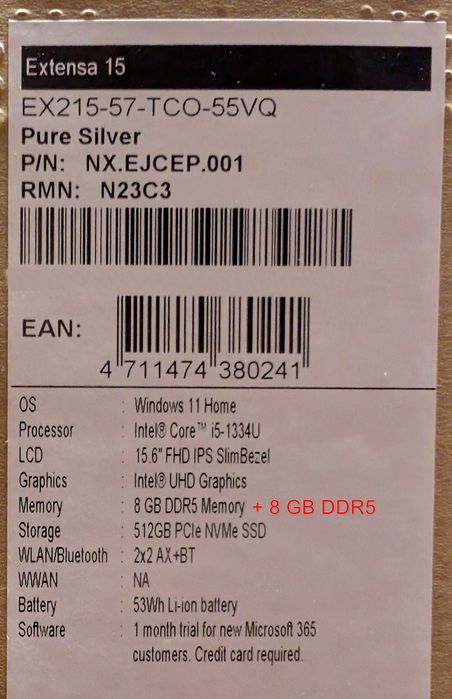 Extensa 15
EX215-57-TCO-55VQ
Pure Silver
P/N: NX.EJCEP.001
RMN: N23C3
EAN:
4 711474 380241
OS : Windows 11 Home
Processor : Intel® Core™ i5-1334U
LCD : 15.6" FHD IPS SlimBezel
Graphics : Intel® UHD Graphics
Memory : 8 GB DDR5 Memory + 8 GB DDR5
Storage : 512GB PCIe NVMe SSD
WLAN/Bluetooth : 2x2 AX+BT
WWAN : NA
Battery : 53Wh Li-ion battery
Software : 1 month trial for new Microsoft 365
customers. Credit card required.